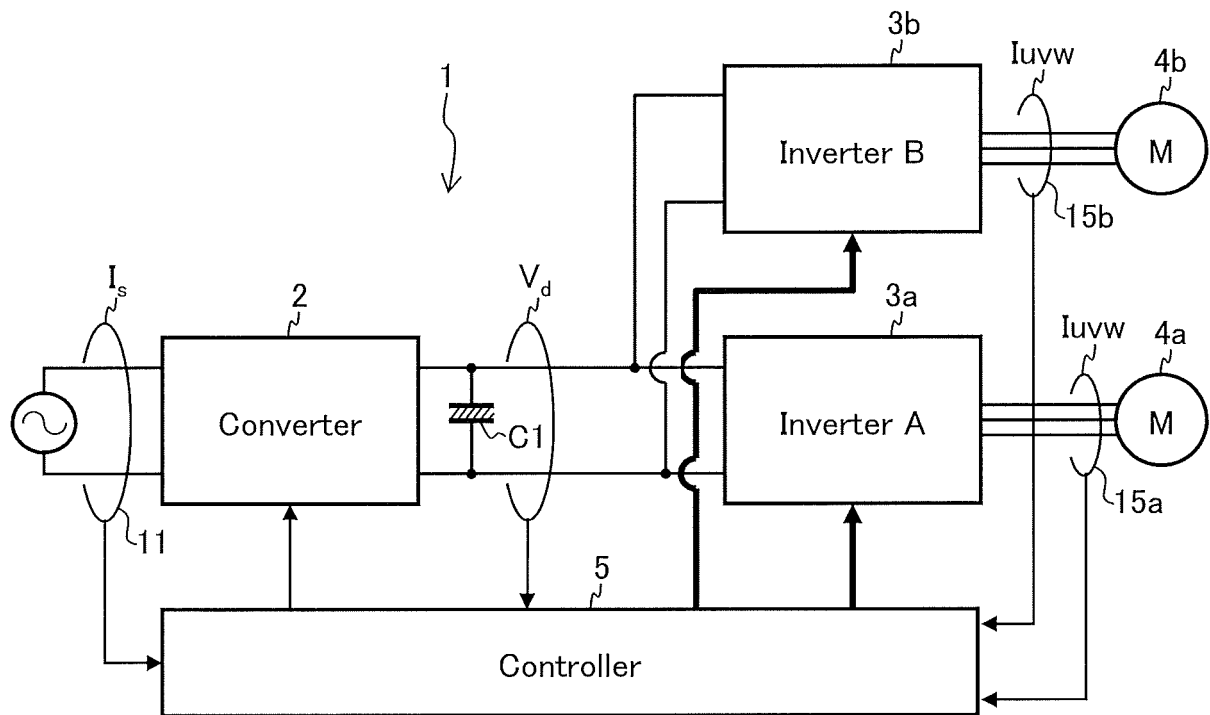 1
3b
Iuvw
4b
Inverter B
M
15b
Is
2
Vd
3a
Iuvw
4a
Converter
C1
Inverter A
M
11
15a
5
Controller